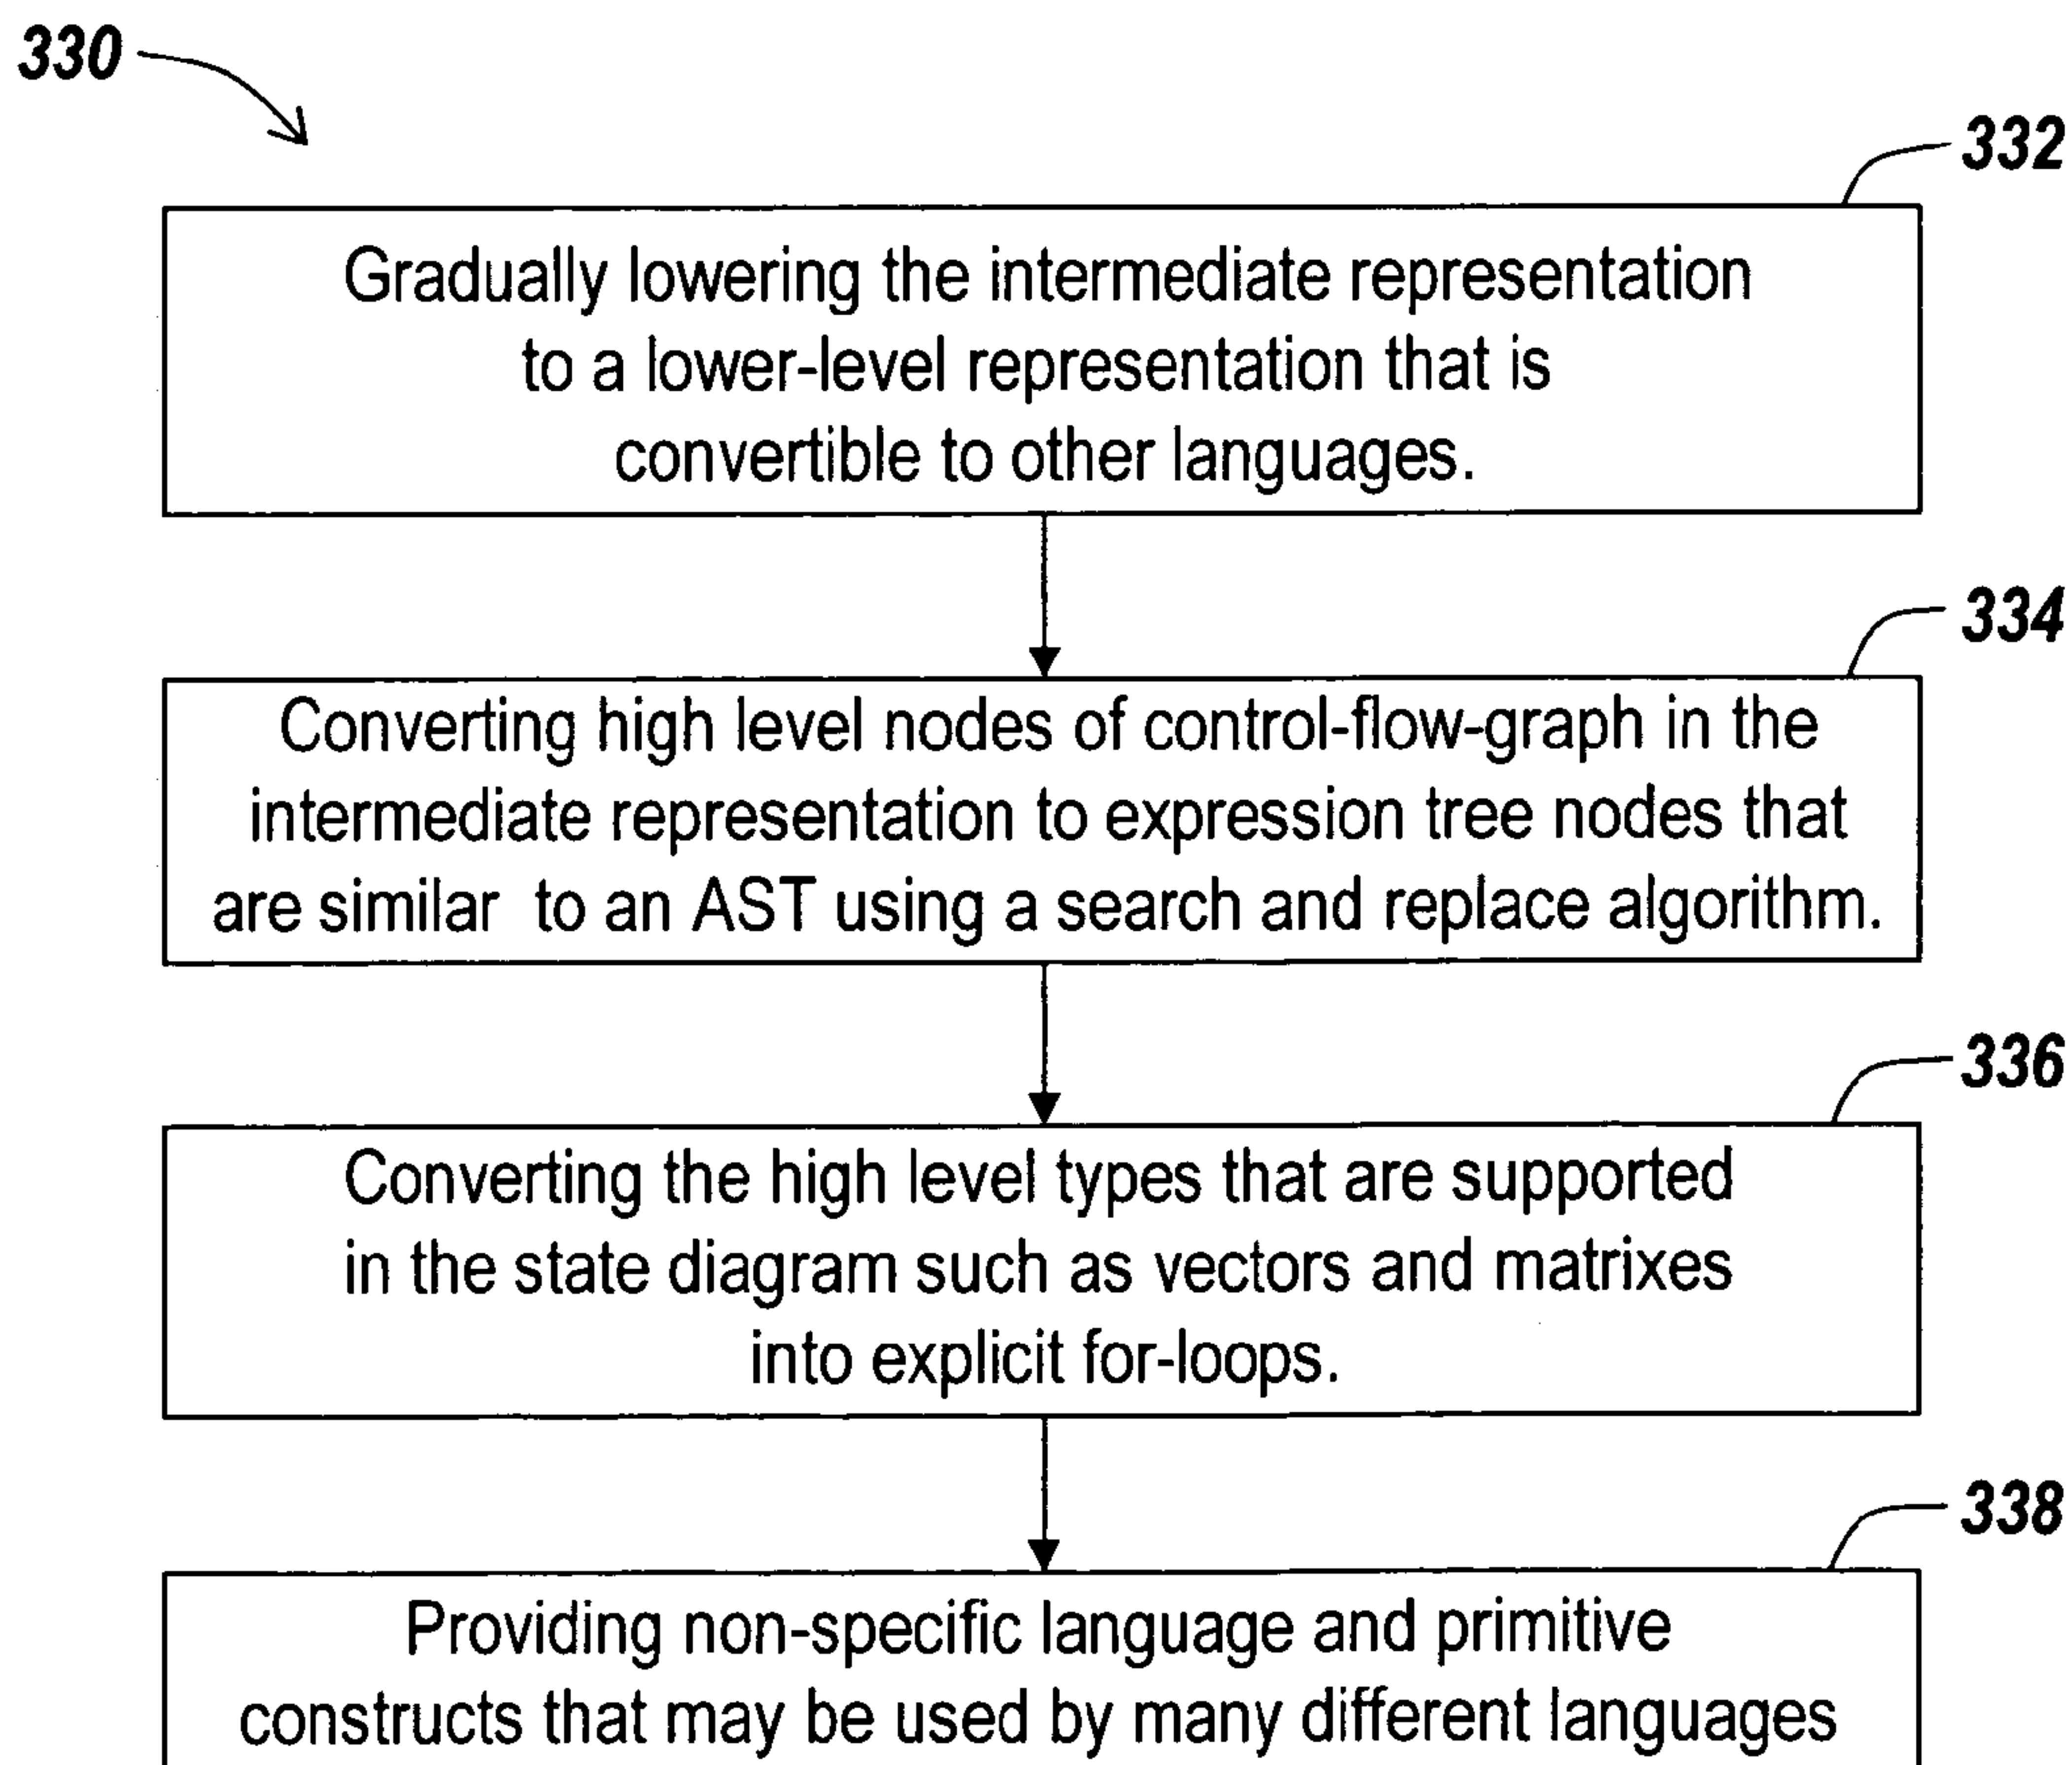 330
332
Gradually lowering the intermediate representation
to a lower-level representation that is
convertible to other languages.
334
Converting high level nodes of control-flow-graph in the
intermediate representation to expression tree nodes that
are similar to an AST using a search and replace algorithm.
336
Converting the high level types that are supported
in the state diagram such as vectors and matrixes
into explicit for-loops.
338
Providing non-specific language and primitive
constructs that may be used by many different languages